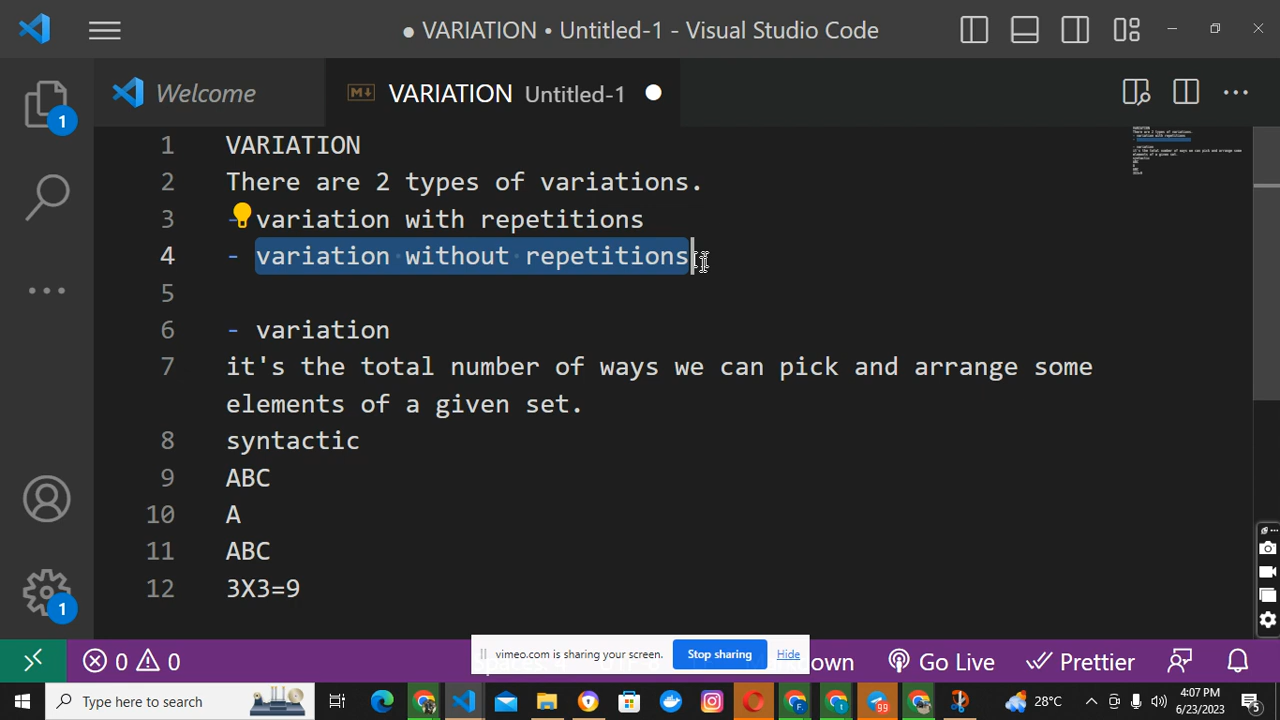 ● VARIATION • Untitled-1 - Visual Studio Code
Welcome
VARIATION Untitled-1
1 VARIATION
2 There are 2 types of variations.
3 - variation with repetitions
4 - variation without repetitions
5
6 - variation
7 it's the total number of ways we can pick and arrange some
elements of a given set.
8 syntactic
9 ABC
10 A
11 ABC
12 3X3=9
1
1
vimeo.com is sharing your screen. Stop sharing Hide
0 0
Go Live Prettier
Type here to search
99
28°C
4:07 PM
6/23/2023
5